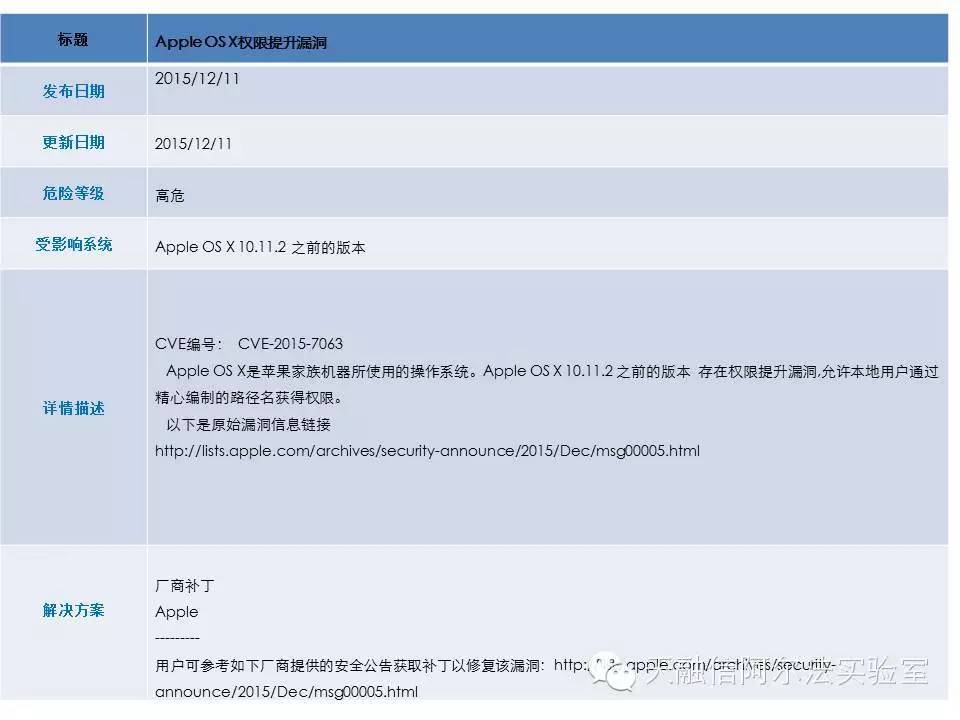 标题
Apple OS X权限提升漏洞
发布日期
2015/12/11
更新日期
2015/12/11
危险等级
高危
受影响系统
Apple OS X 10.11.2 之前的版本
详情描述
CVE编号： CVE-2015-7063
Apple OS X是苹果家族机器所使用的操作系统。Apple OS X 10.11.2 之前的版本 存在权限提升漏洞,允许本地用户通过
精心编制的路径名获得权限。
以下是原始漏洞信息链接
http://lists.apple.com/archives/security-announce/2015/Dec/msg00005.html
解决方案
厂商补丁
Apple
---------
用户可参考如下厂商提供的安全公告获取补丁以修复该漏洞：http: apple.com/archives/security-
announce/2015/Dec/msg00005.html
天融信阿尔法实验室